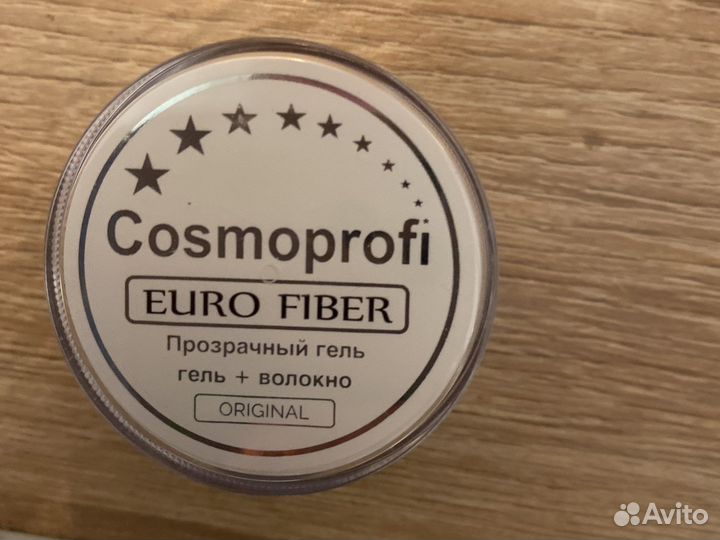 Cosmoprofi
EURO FIBER
Прозрачный гель
гель + волокно
ORIGINAL
Avito